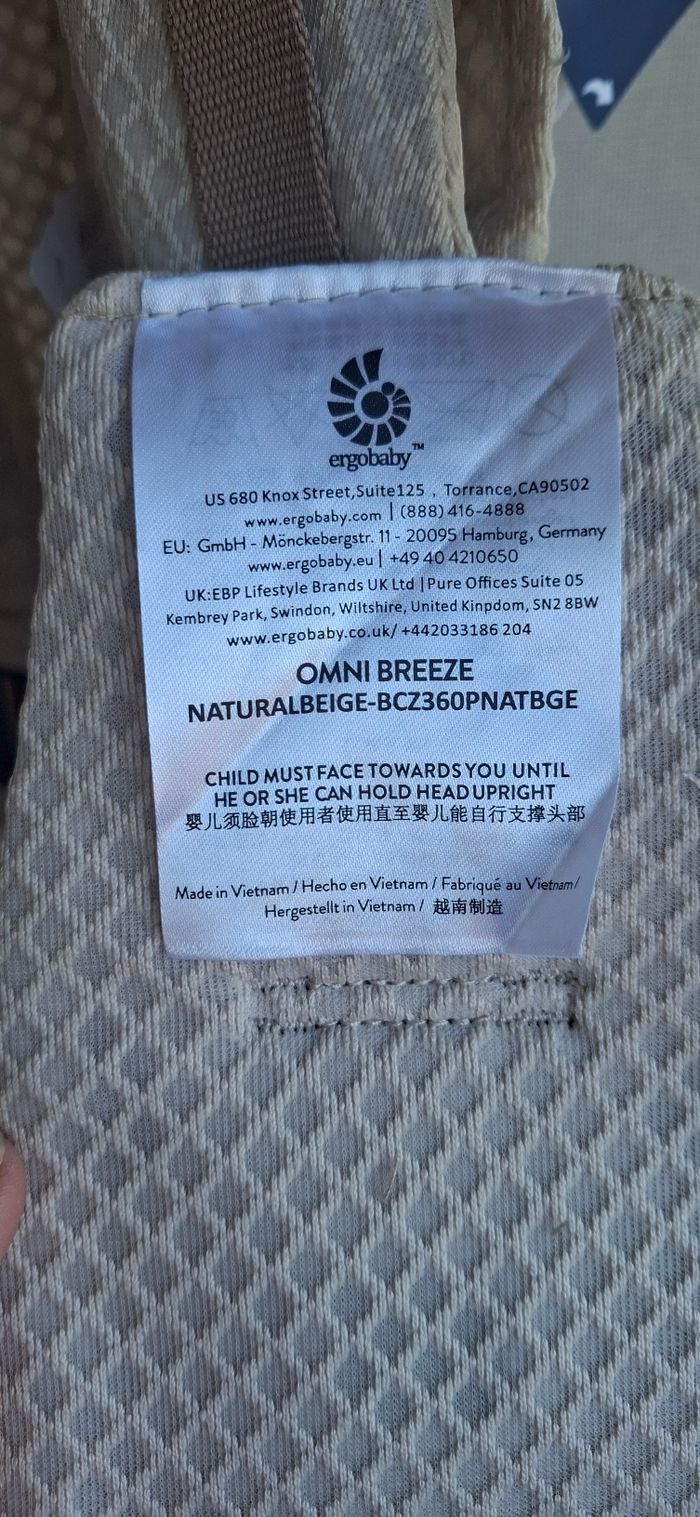 ergobaby™
US 680 Knox Street,Suite125 , Torrance,CA90502
www.ergobaby.com | (888) 416-4888
EU: GmbH - Mönckebergstr. 11 - 20095 Hamburg, Germany
www.ergobaby.eu | +49 40 4210650
UK:EBP Lifestyle Brands UK Ltd | Pure Offices Suite 05
Kembrey Park, Swindon, Wiltshire, United Kinpdom, SN2 8BW
www.ergobaby.co.uk/ +442033186 204
OMNI BREEZE
NATURALBEIGE-BCZ360PNATBGE
CHILD MUST FACE TOWARDS YOU UNTIL
HE OR SHE CAN HOLD HEAD UPRIGHT
婴儿须脸朝使用者使用直至婴儿能自行支撑头部
Made in Vietnam / Hecho en Vietnam / Fabriqué au Vietnam/
Hergestellt in Vietnam / 越南制造